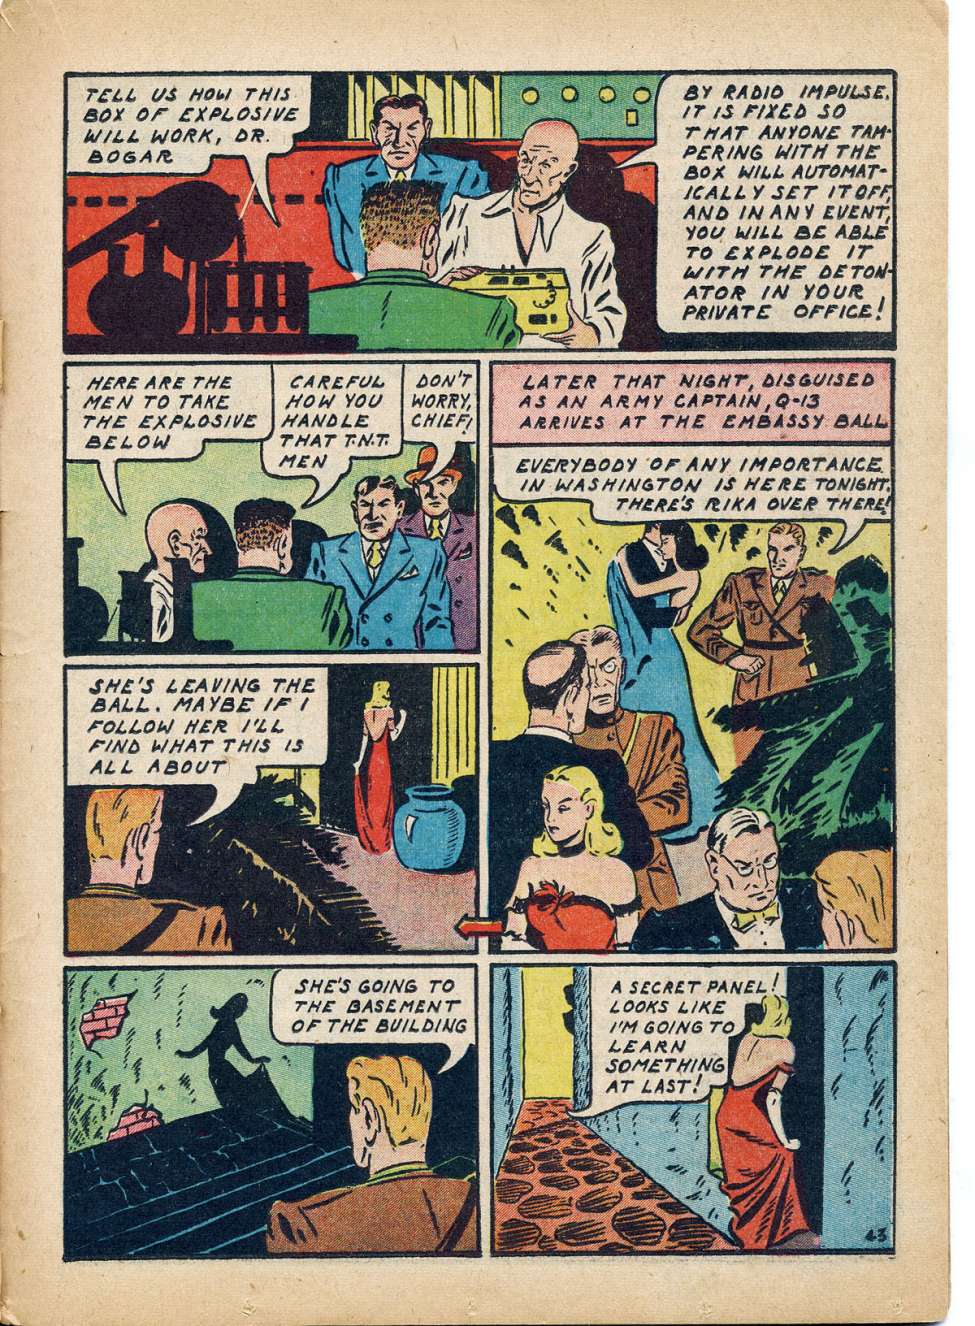 TELL US HOW THIS
BOX OF EXPLOSIVE
WILL WORK, DR.
BOGAR
BY RADIO IMPULSE.
IT IS FIXED SO
THAT ANYONE TAM-
PERING WITH THE
BOX WILL AUTOMAT-
ICALLY SET IT OFF,
AND IN ANY EVENT,
YOU WILL BE ABLE
TO EXPLODE IT
WITH THE DETON-
ATOR IN YOUR
PRIVATE OFFICE!
HERE ARE THE
MEN TO TAKE
THE EXPLOSIVE
BELOW
CAREFUL
HOW YOU
HANDLE
THAT T.N.T.
MEN
DON'T
WORRY,
CHIEF!
LATER THAT NIGHT, DISGUISED
AS AN ARMY CAPTAIN, Q-13
ARRIVES AT THE EMBASSY BALL
EVERYBODY OF ANY IMPORTANCE
IN WASHINGTON IS HERE TONIGHT.
THERE'S RIKA OVER THERE!
SHE'S LEAVING THE
BALL. MAYBE IF I
FOLLOW HER I'LL
FIND WHAT THIS IS
ALL ABOUT
SHE'S GOING TO
THE BASEMENT
OF THE BUILDING
A SECRET PANEL!
LOOKS LIKE
I'M GOING TO
LEARN
SOMETHING
AT LAST!
43